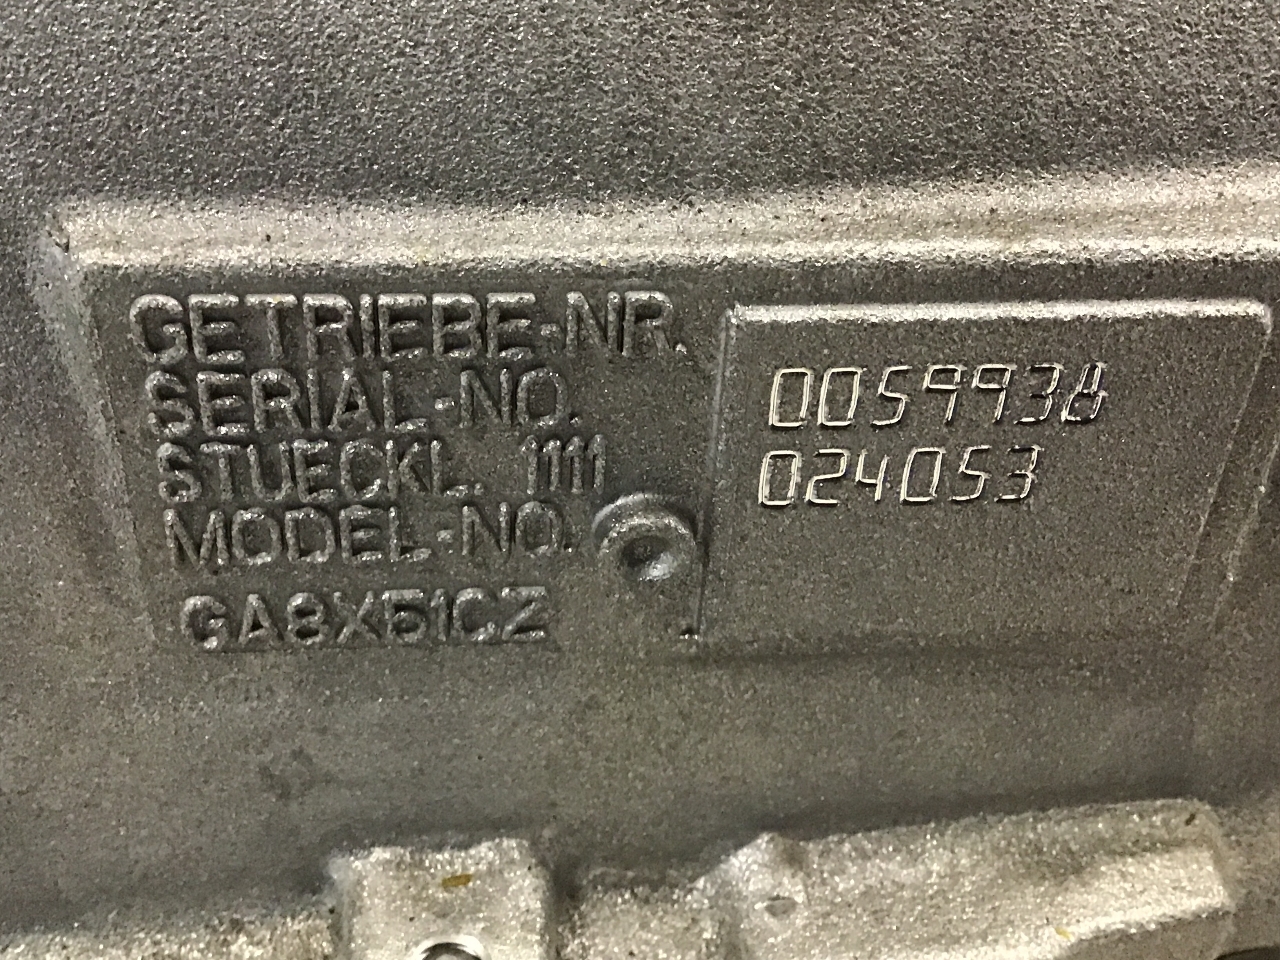 GETRIEBE-NR.
SERIAL-NO. 0059938
STUECKL. 1111 024053
MODEL-NO.
GA8X51CZ